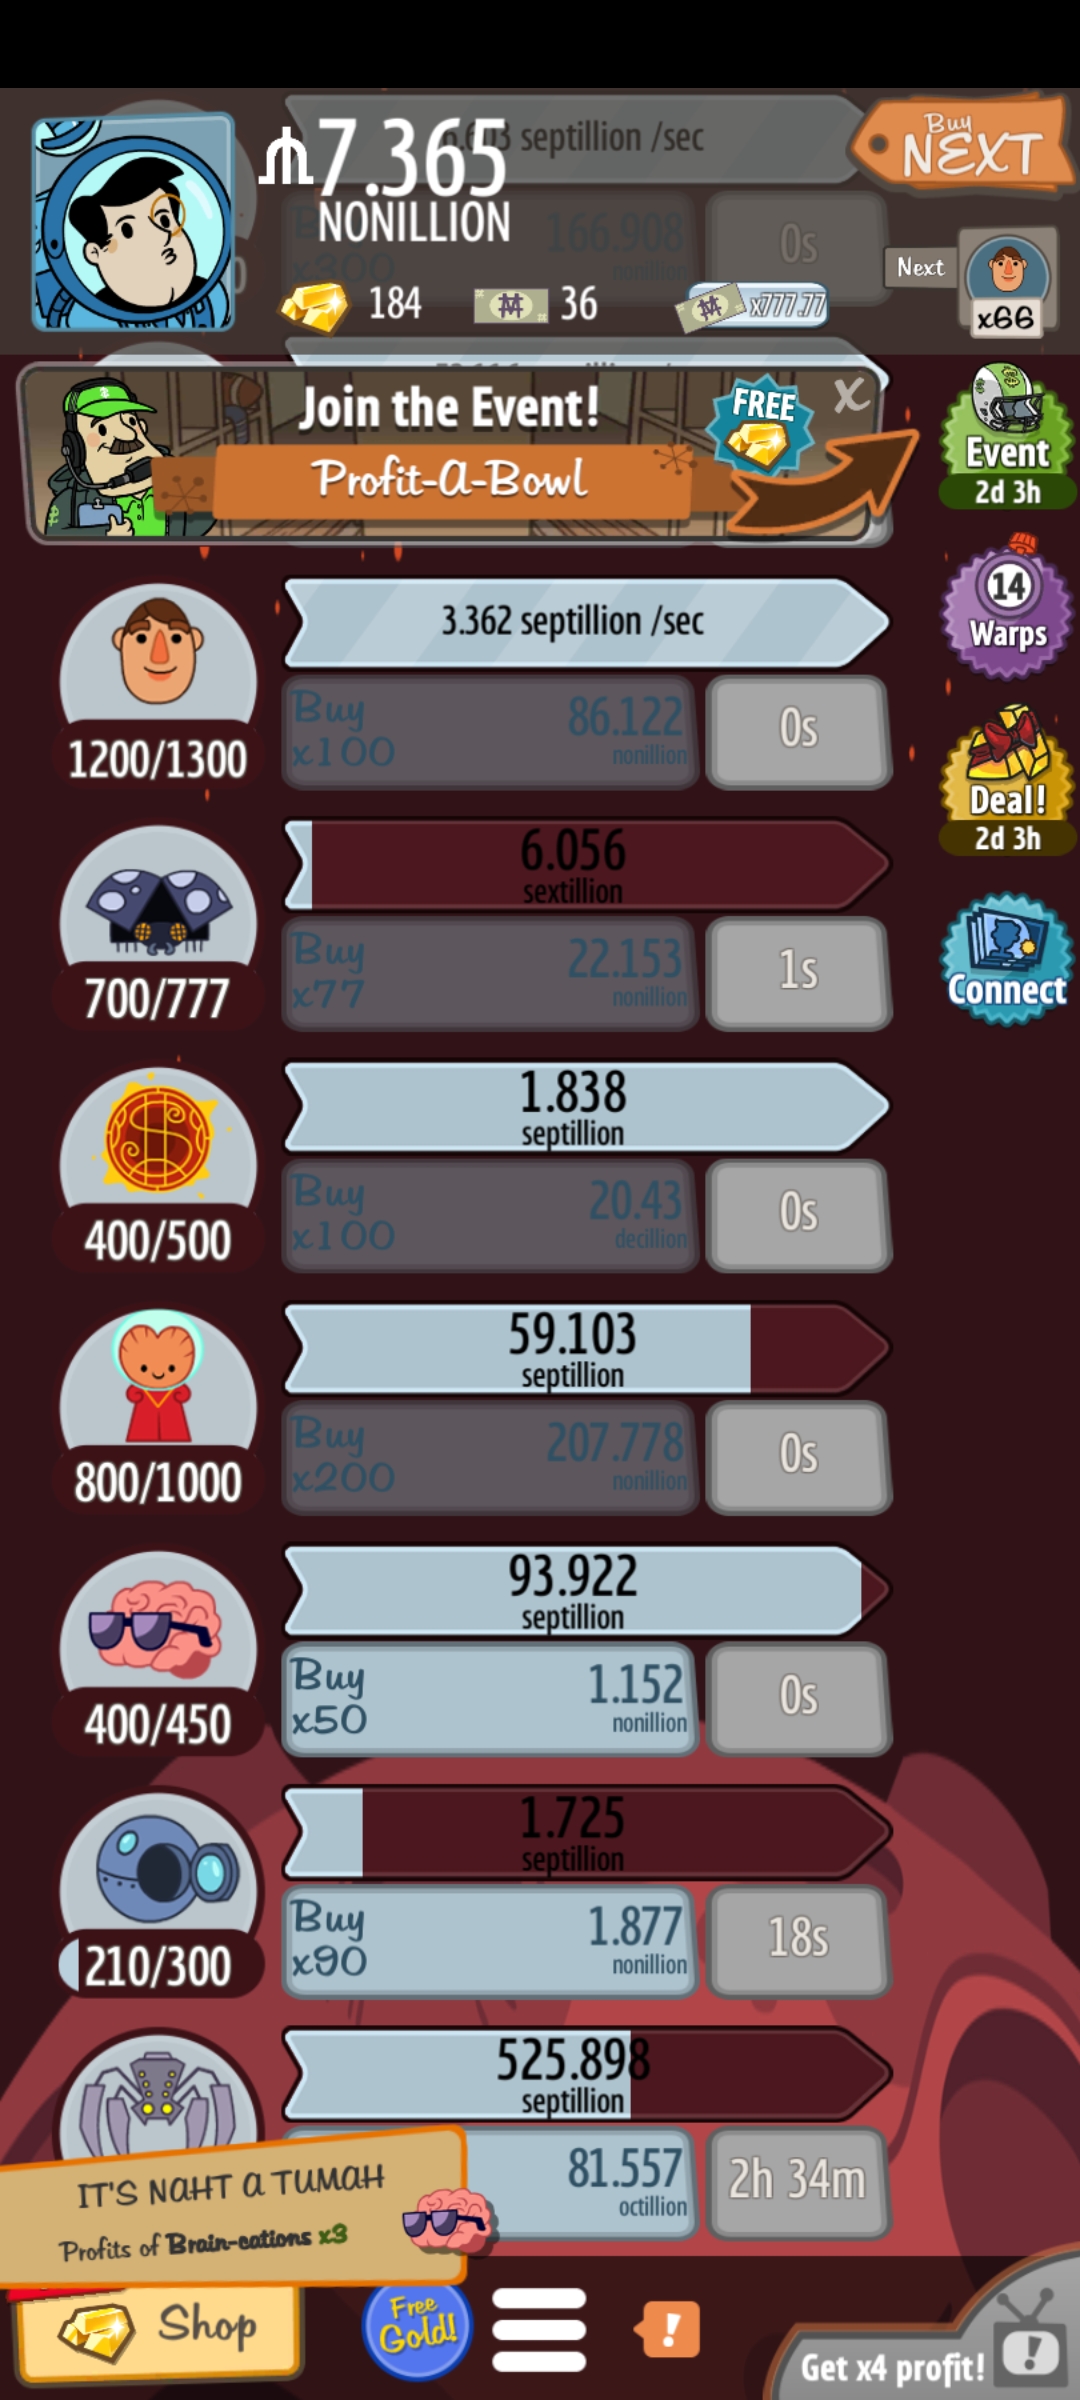 septillion /sec
7.365
NONILLION
Buy
NEXT
166.908
nonillion
x300
0s
184
36
x777.77
Next
x66
Join the Event!
FREE
X
Profit-A-Bowl
Event
2d 3h
3.362 septillion /sec
14
Warps
Buy
x100
86.122
nonillion
0s
1200/1300
Deal!
2d 3h
6.056
sextillion
Buy
x77
22.153
nonillion
1s
700/777
Connect
1.838
septillion
Buy
x100
20.43
decillion
0s
400/500
59.103
septillion
Buy
x200
207.778
nonillion
0s
800/1000
93.922
septillion
Buy
x50
1.152
nonillion
0s
400/450
1.725
septillion
Buy
x90
1.877
nonillion
18s
210/300
525.898
septillion
81.557
octillion
2h 34m
IT'S NAHT A TUMAH
Profits of Brain-cations x3
Shop
Free
Gold!
!
Get x4 profit!
!